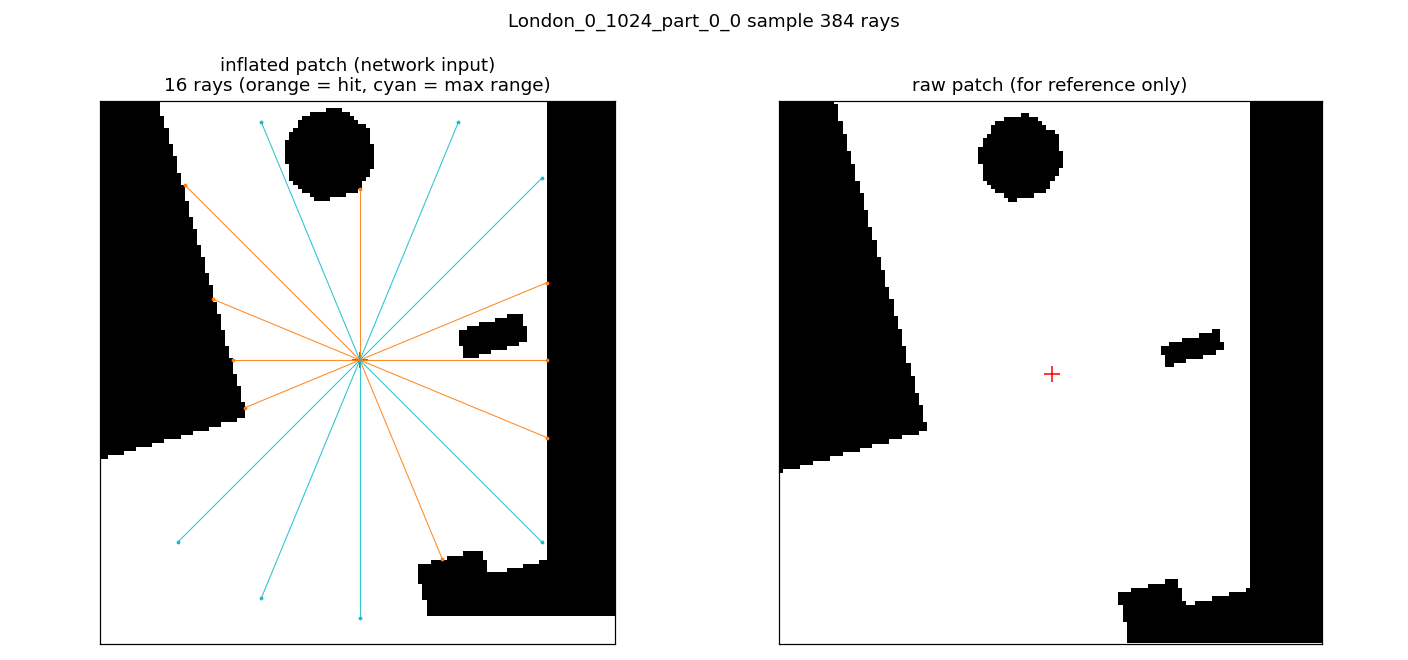 London_0_1024_part_0_0 sample 384 rays
inflated patch (network input)
16 rays (orange = hit, cyan = max range)
raw patch (for reference only)